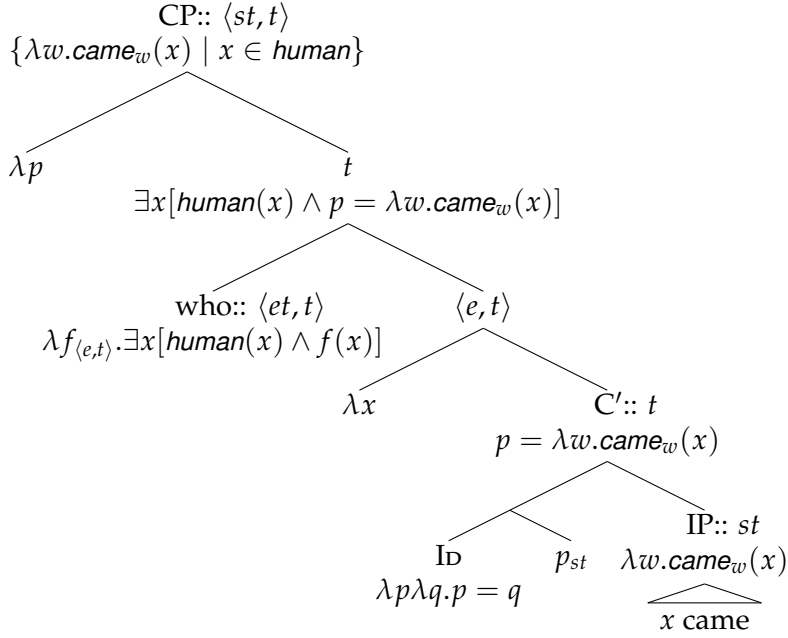 CP:: ⟨st, t⟩
{λw.came_w(x) | x ∈ human}
λp t
∃x[human(x) ∧ p = λw.came_w(x)]
who:: ⟨et, t⟩ ⟨e, t⟩
λf_⟨e,t⟩.∃x[human(x) ∧ f(x)]
λx C′:: t
p = λw.came_w(x)
IP:: st
ID p_st λw.came_w(x)
λpλq.p = q
x came